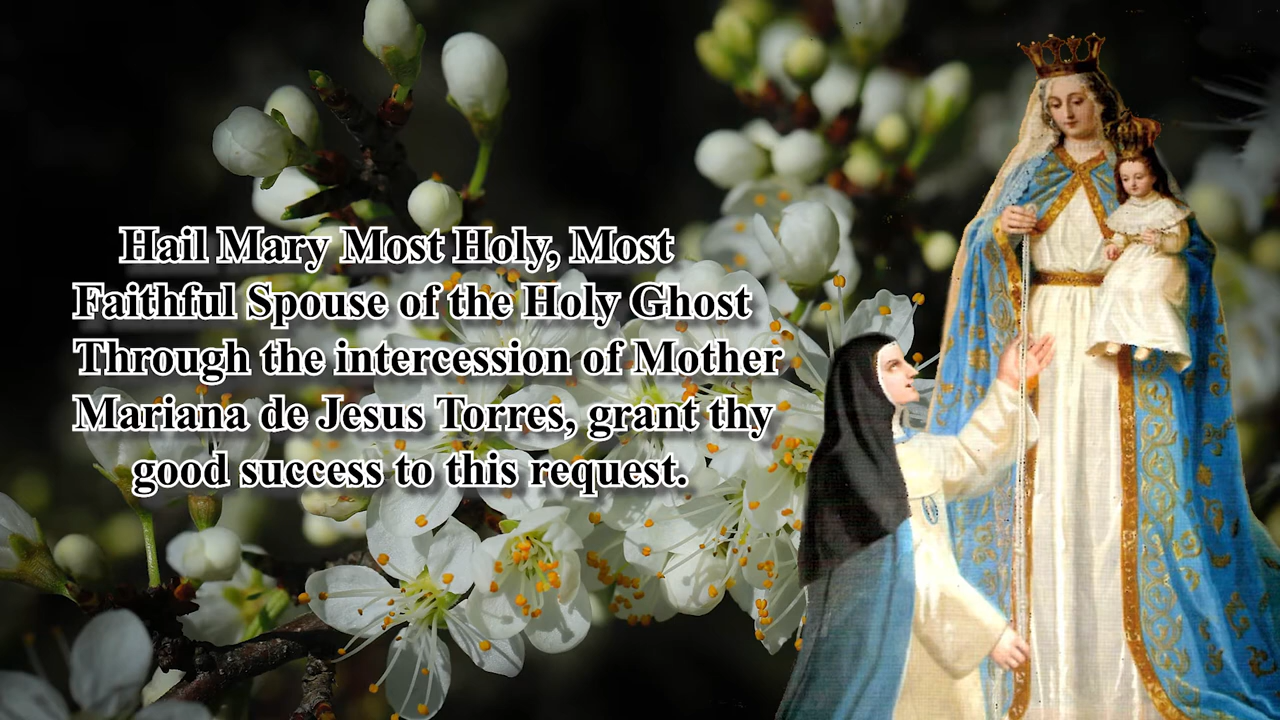 Hail Mary Most Holy, Most
Faithful Spouse of the Holy Ghost
Through the intercession of Mother
Mariana de Jesus Torres, grant thy
good success to this request.